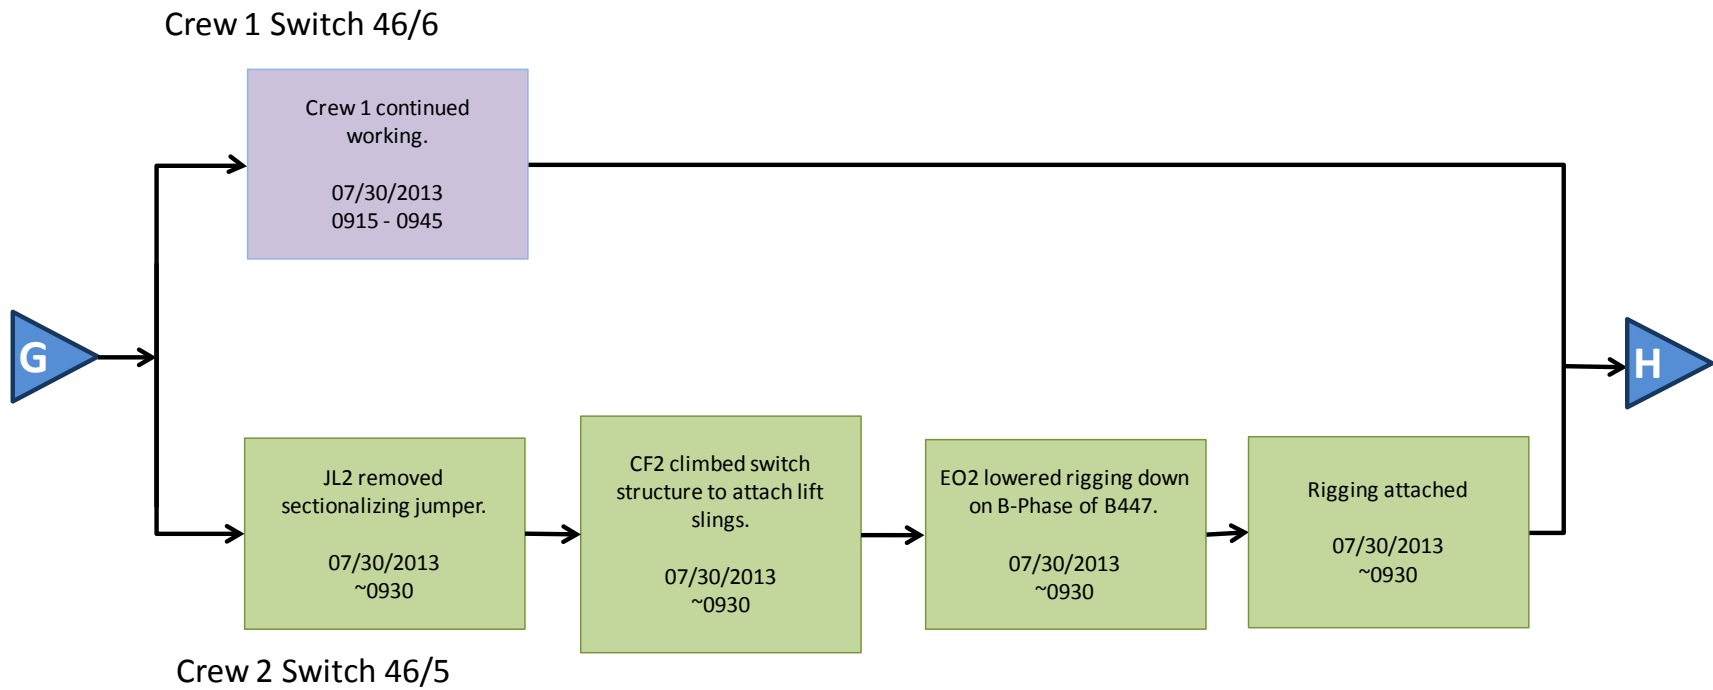 Crew 1 Switch 46/6
Crew 1 continued
working.
07/30/2013
0915 - 0945
G
H
JL2 removed
sectionalizing jumper.
07/30/2013
~0930
CF2 climbed switch
structure to attach lift
slings.
07/30/2013
~0930
EO2 lowered rigging down
on B-Phase of B447.
07/30/2013
~0930
Rigging attached
07/30/2013
~0930
Crew 2 Switch 46/5